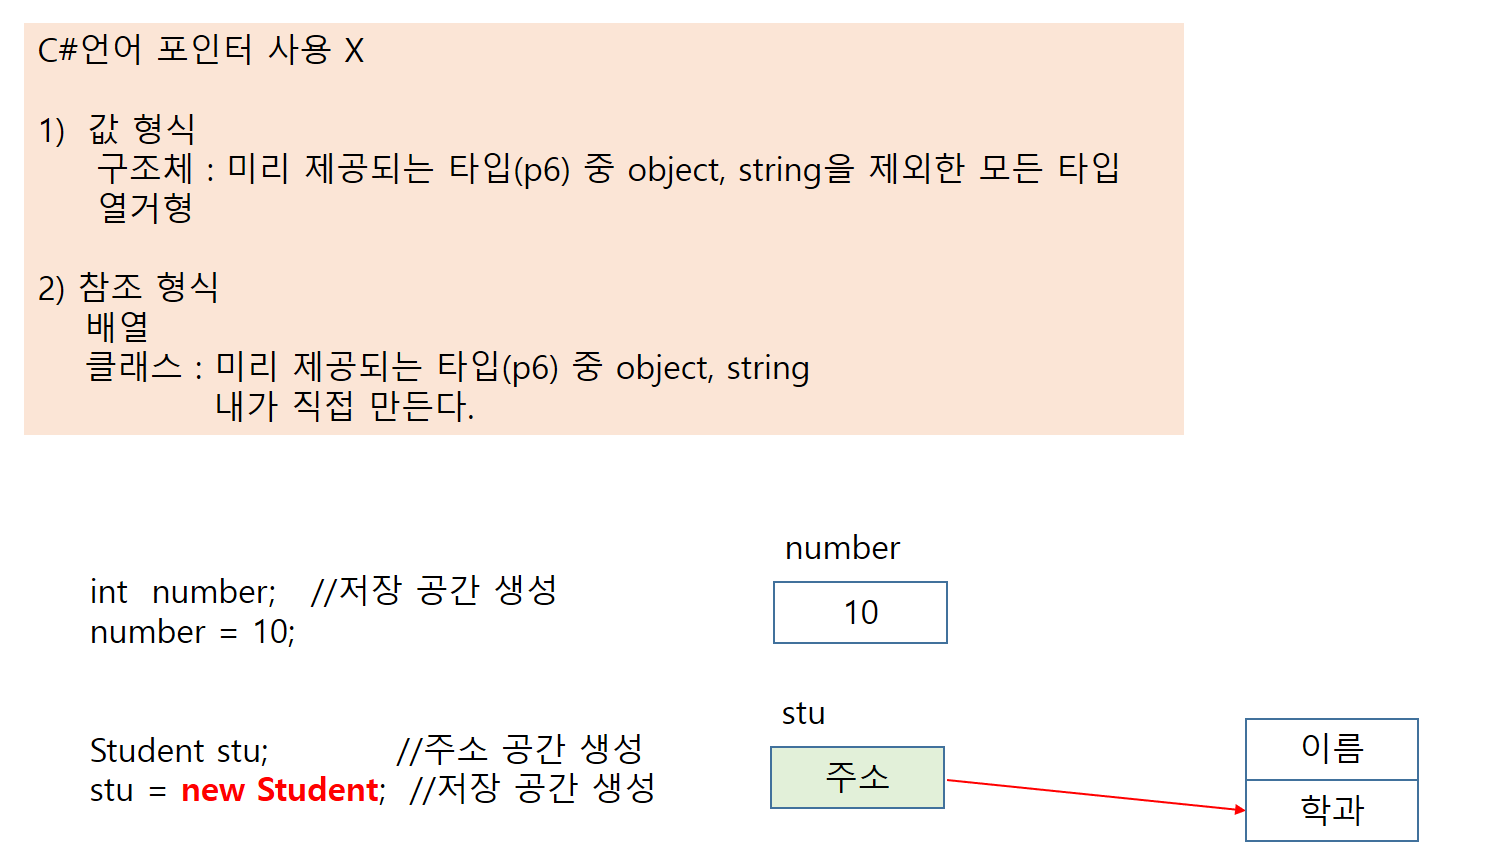 C#언어 포인터 사용 X
1) 값 형식
구조체 : 미리 제공되는 타입(p6) 중 object, string을 제외한 모든 타입
열거형
2) 참조 형식
배열
클래스 : 미리 제공되는 타입(p6) 중 object, string
내가 직접 만든다.
number
int number; //저장 공간 생성
number = 10;
10
stu
Student stu; //주소 공간 생성
stu = new Student; //저장 공간 생성
주소
이름
학과